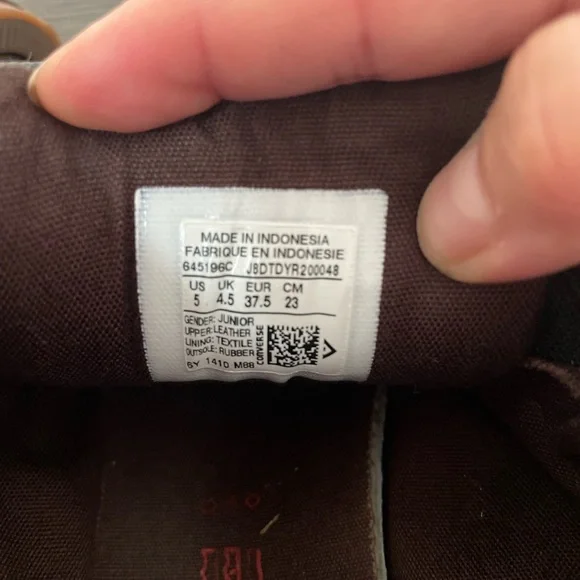 MADE IN INDONESIA
FABRIQUE EN INDONESIE
645196C J8DTDYR200048
US UK EUR CM
5 4.5 37.5 23
GENDER: JUNIOR
UPPER: LEATHER
LINING: TEXTILE
OUTSOLE: RUBBER
CONVERSE
SY 1410 M88